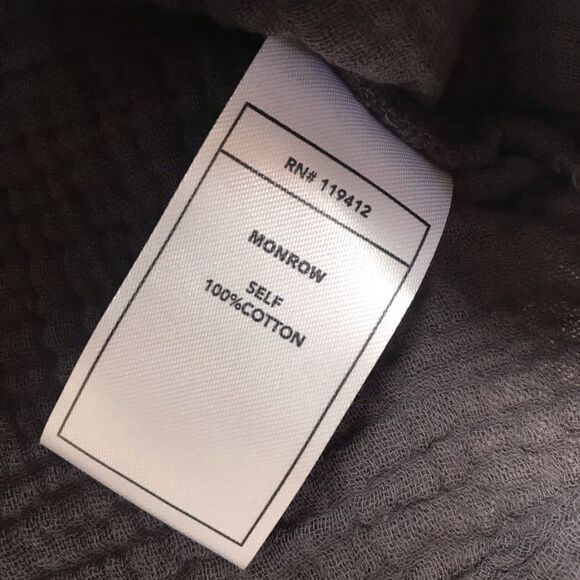 RN# 119412
MONROW
SELF
100%COTTON